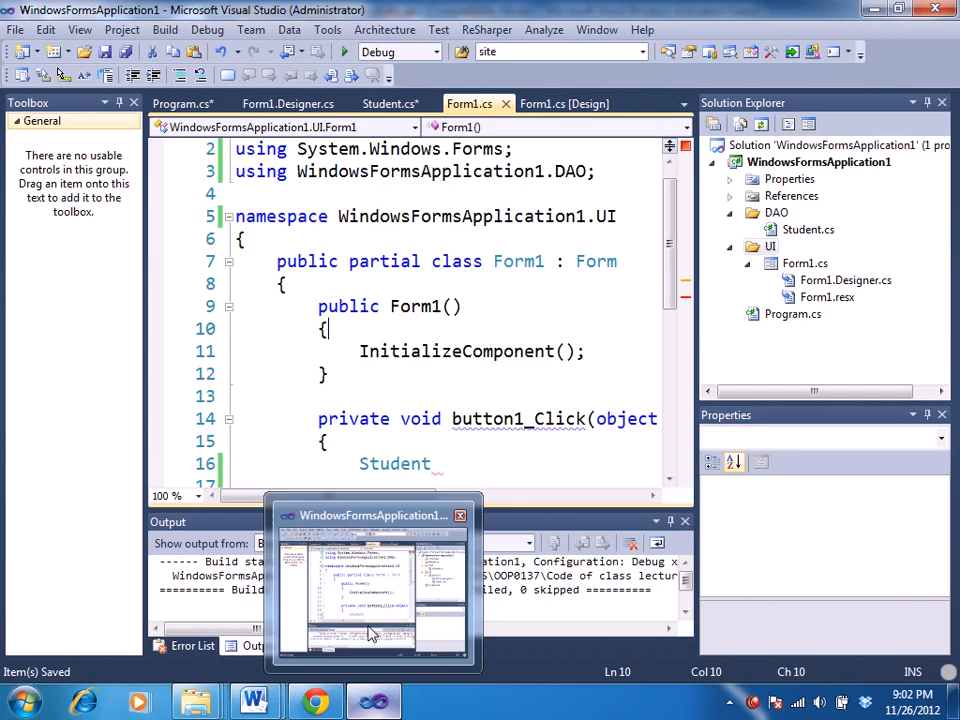 WindowsFormsApplication1 - Microsoft Visual Studio (Administrator)
File Edit View Project Build Debug Team Data Tools Architecture Test ReSharper Analyze Window Help
Debug site
Toolbox
General
There are no usable
controls in this group.
Drag an item onto this
text to add it to the
toolbox.
Program.cs* Form1.Designer.cs Student.cs* Form1.cs Form1.cs [Design]
WindowsFormsApplication1.UI.Form1 Form1()
2 using System.Windows.Forms;
3 using WindowsFormsApplication1.DAO;
4
5 namespace WindowsFormsApplication1.UI
6 {
7 public partial class Form1 : Form
8 {
9 public Form1()
10 {
11 InitializeComponent();
12 }
13
14 private void button1_Click(object
15 {
16 Student
17
100 %
Solution Explorer
Solution 'WindowsFormsApplication1' (1 pro
WindowsFormsApplication1
Properties
References
DAO
Student.cs
UI
Form1.cs
Form1.Designer.cs
Form1.resx
Program.cs
Properties
Output
Show output from: B
------ Build sta
WindowsFormsAp
========== Build
ation1, Configuration: Debug x
S\OOP0137\Code of class lectur
iled, 0 skipped ==========
WindowsFormsApplication1...
Error List Outp
Item(s) Saved Ln 10 Col 10 Ch 10 INS
9:02 PM
11/26/2012